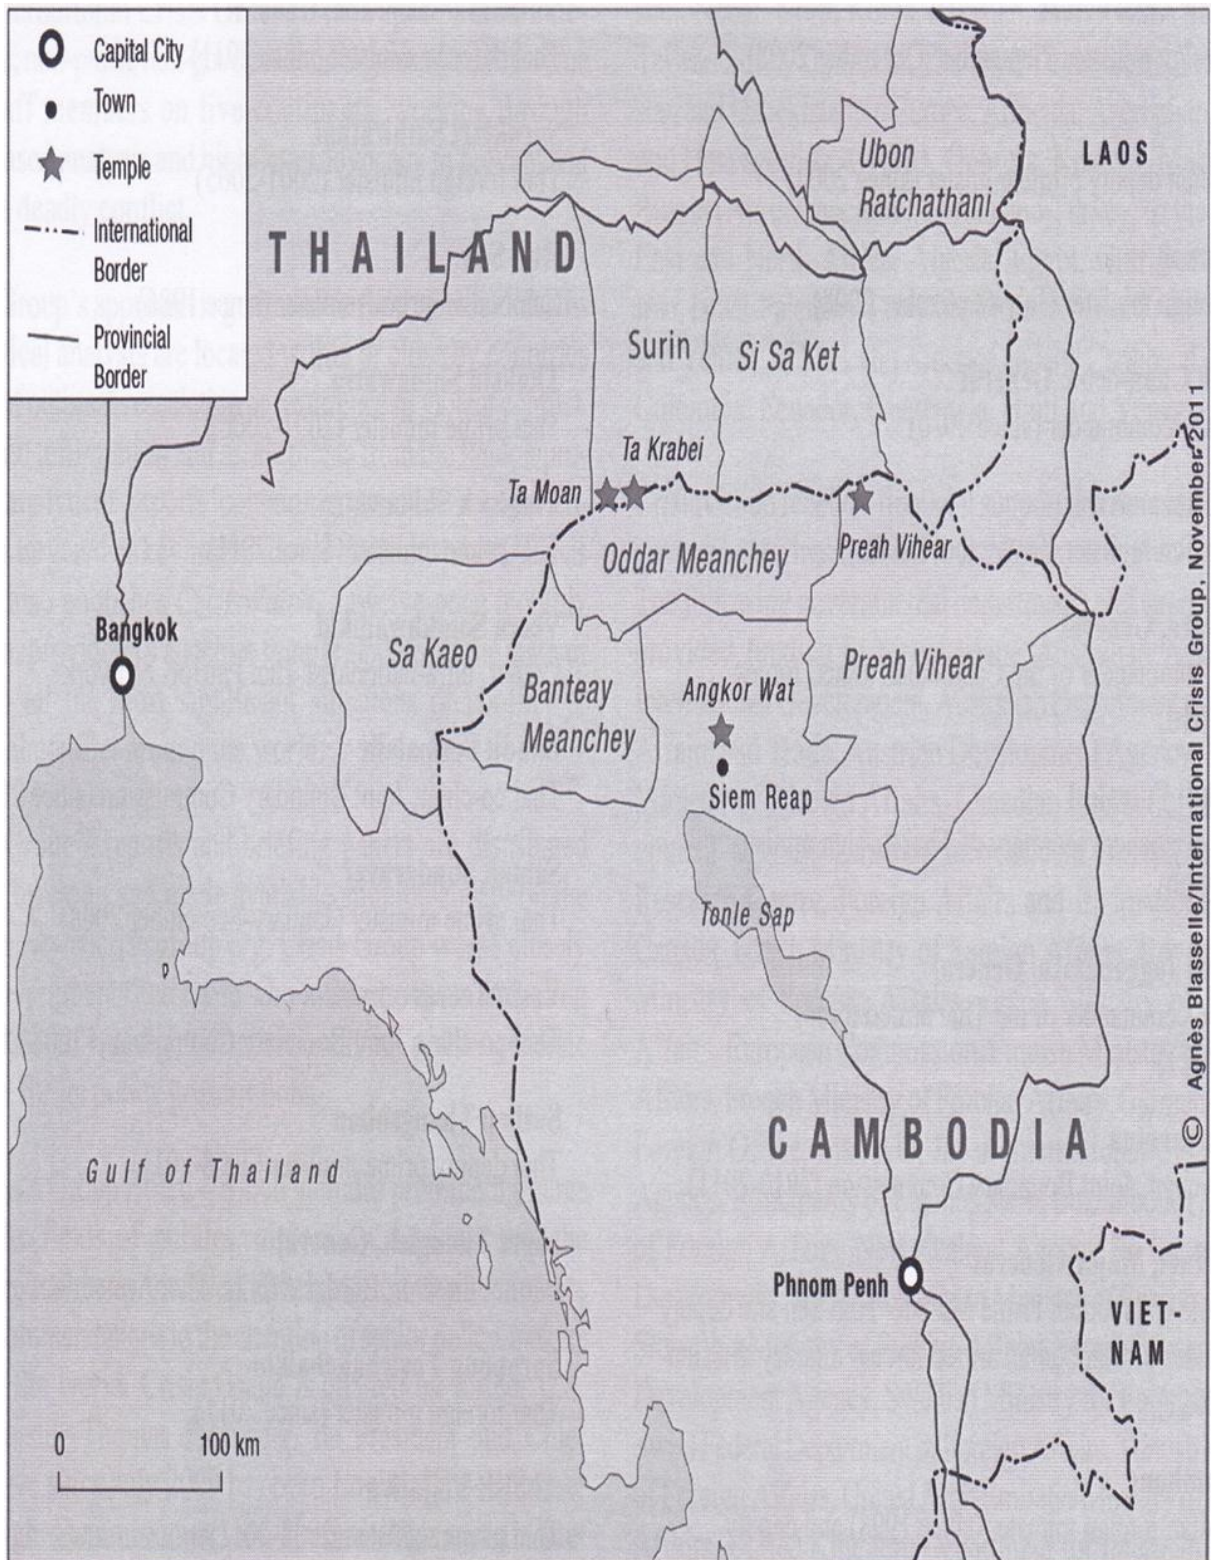 Capital City
Town
Temple
International
Border
Provincial
Border
THAILAND
LAOS
Ubon
Ratchathani
Surin
Si Sa Ket
Ta Krabei
Ta Moan
Oddar Meanchey
Preah Vihear
Bangkok
Sa Kaeo
Banteay
Meanchey
Angkor Wat
Siem Reap
Preah Vihear
Tonle Sap
CAMBODIA
Gulf of Thailand
Phnom Penh
VIET-
NAM
0 100 km
© Agnès Blasselle/International Crisis Group, November 2011